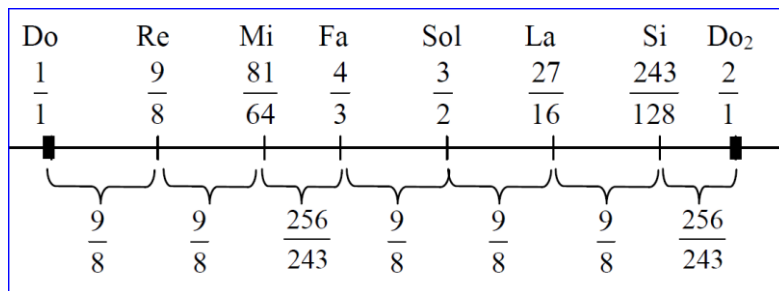 Do Re Mi Fa Sol La Si Do₂
1/1 9/8 81/64 4/3 3/2 27/16 243/128 2/1
9/8 9/8 256/243 9/8 9/8 9/8 256/243